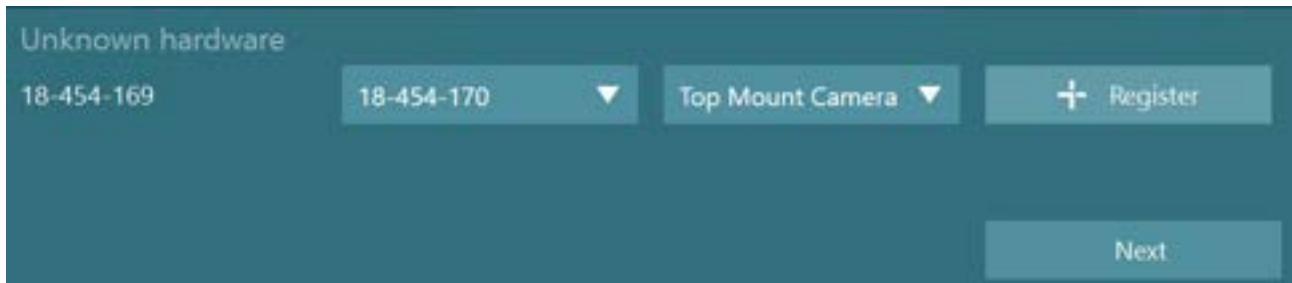 Unknown hardware
18-454-169
18-454-170
Top Mount Camera
Register
Next